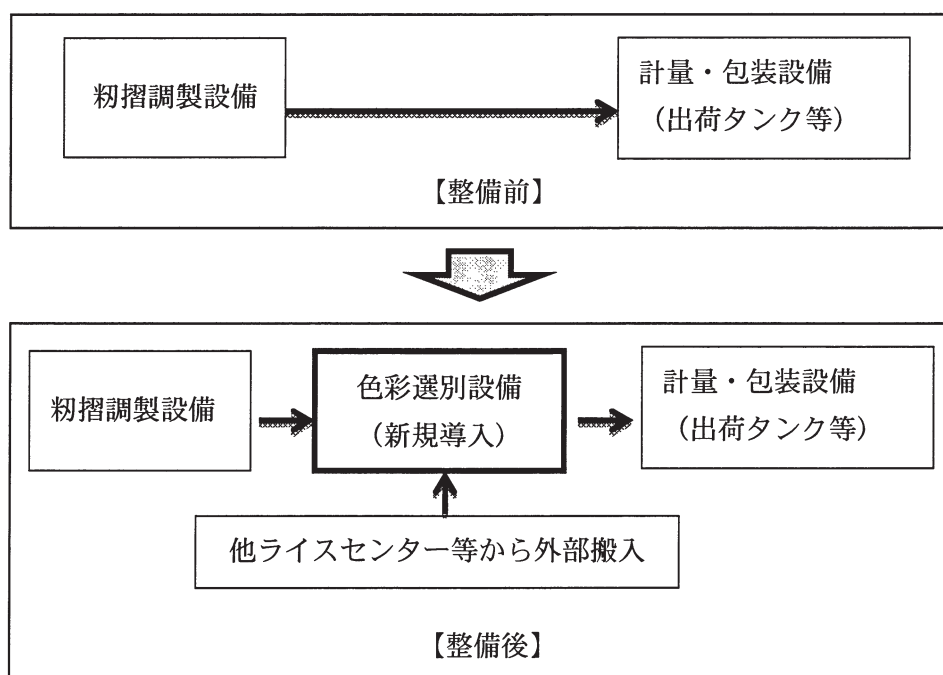 籾摺調製設備
計量・包装設備
（出荷タンク等）
【整備前】
籾摺調製設備
色彩選別設備
（新規導入）
計量・包装設備
（出荷タンク等）
他ライスセンター等から外部搬入
【整備後】